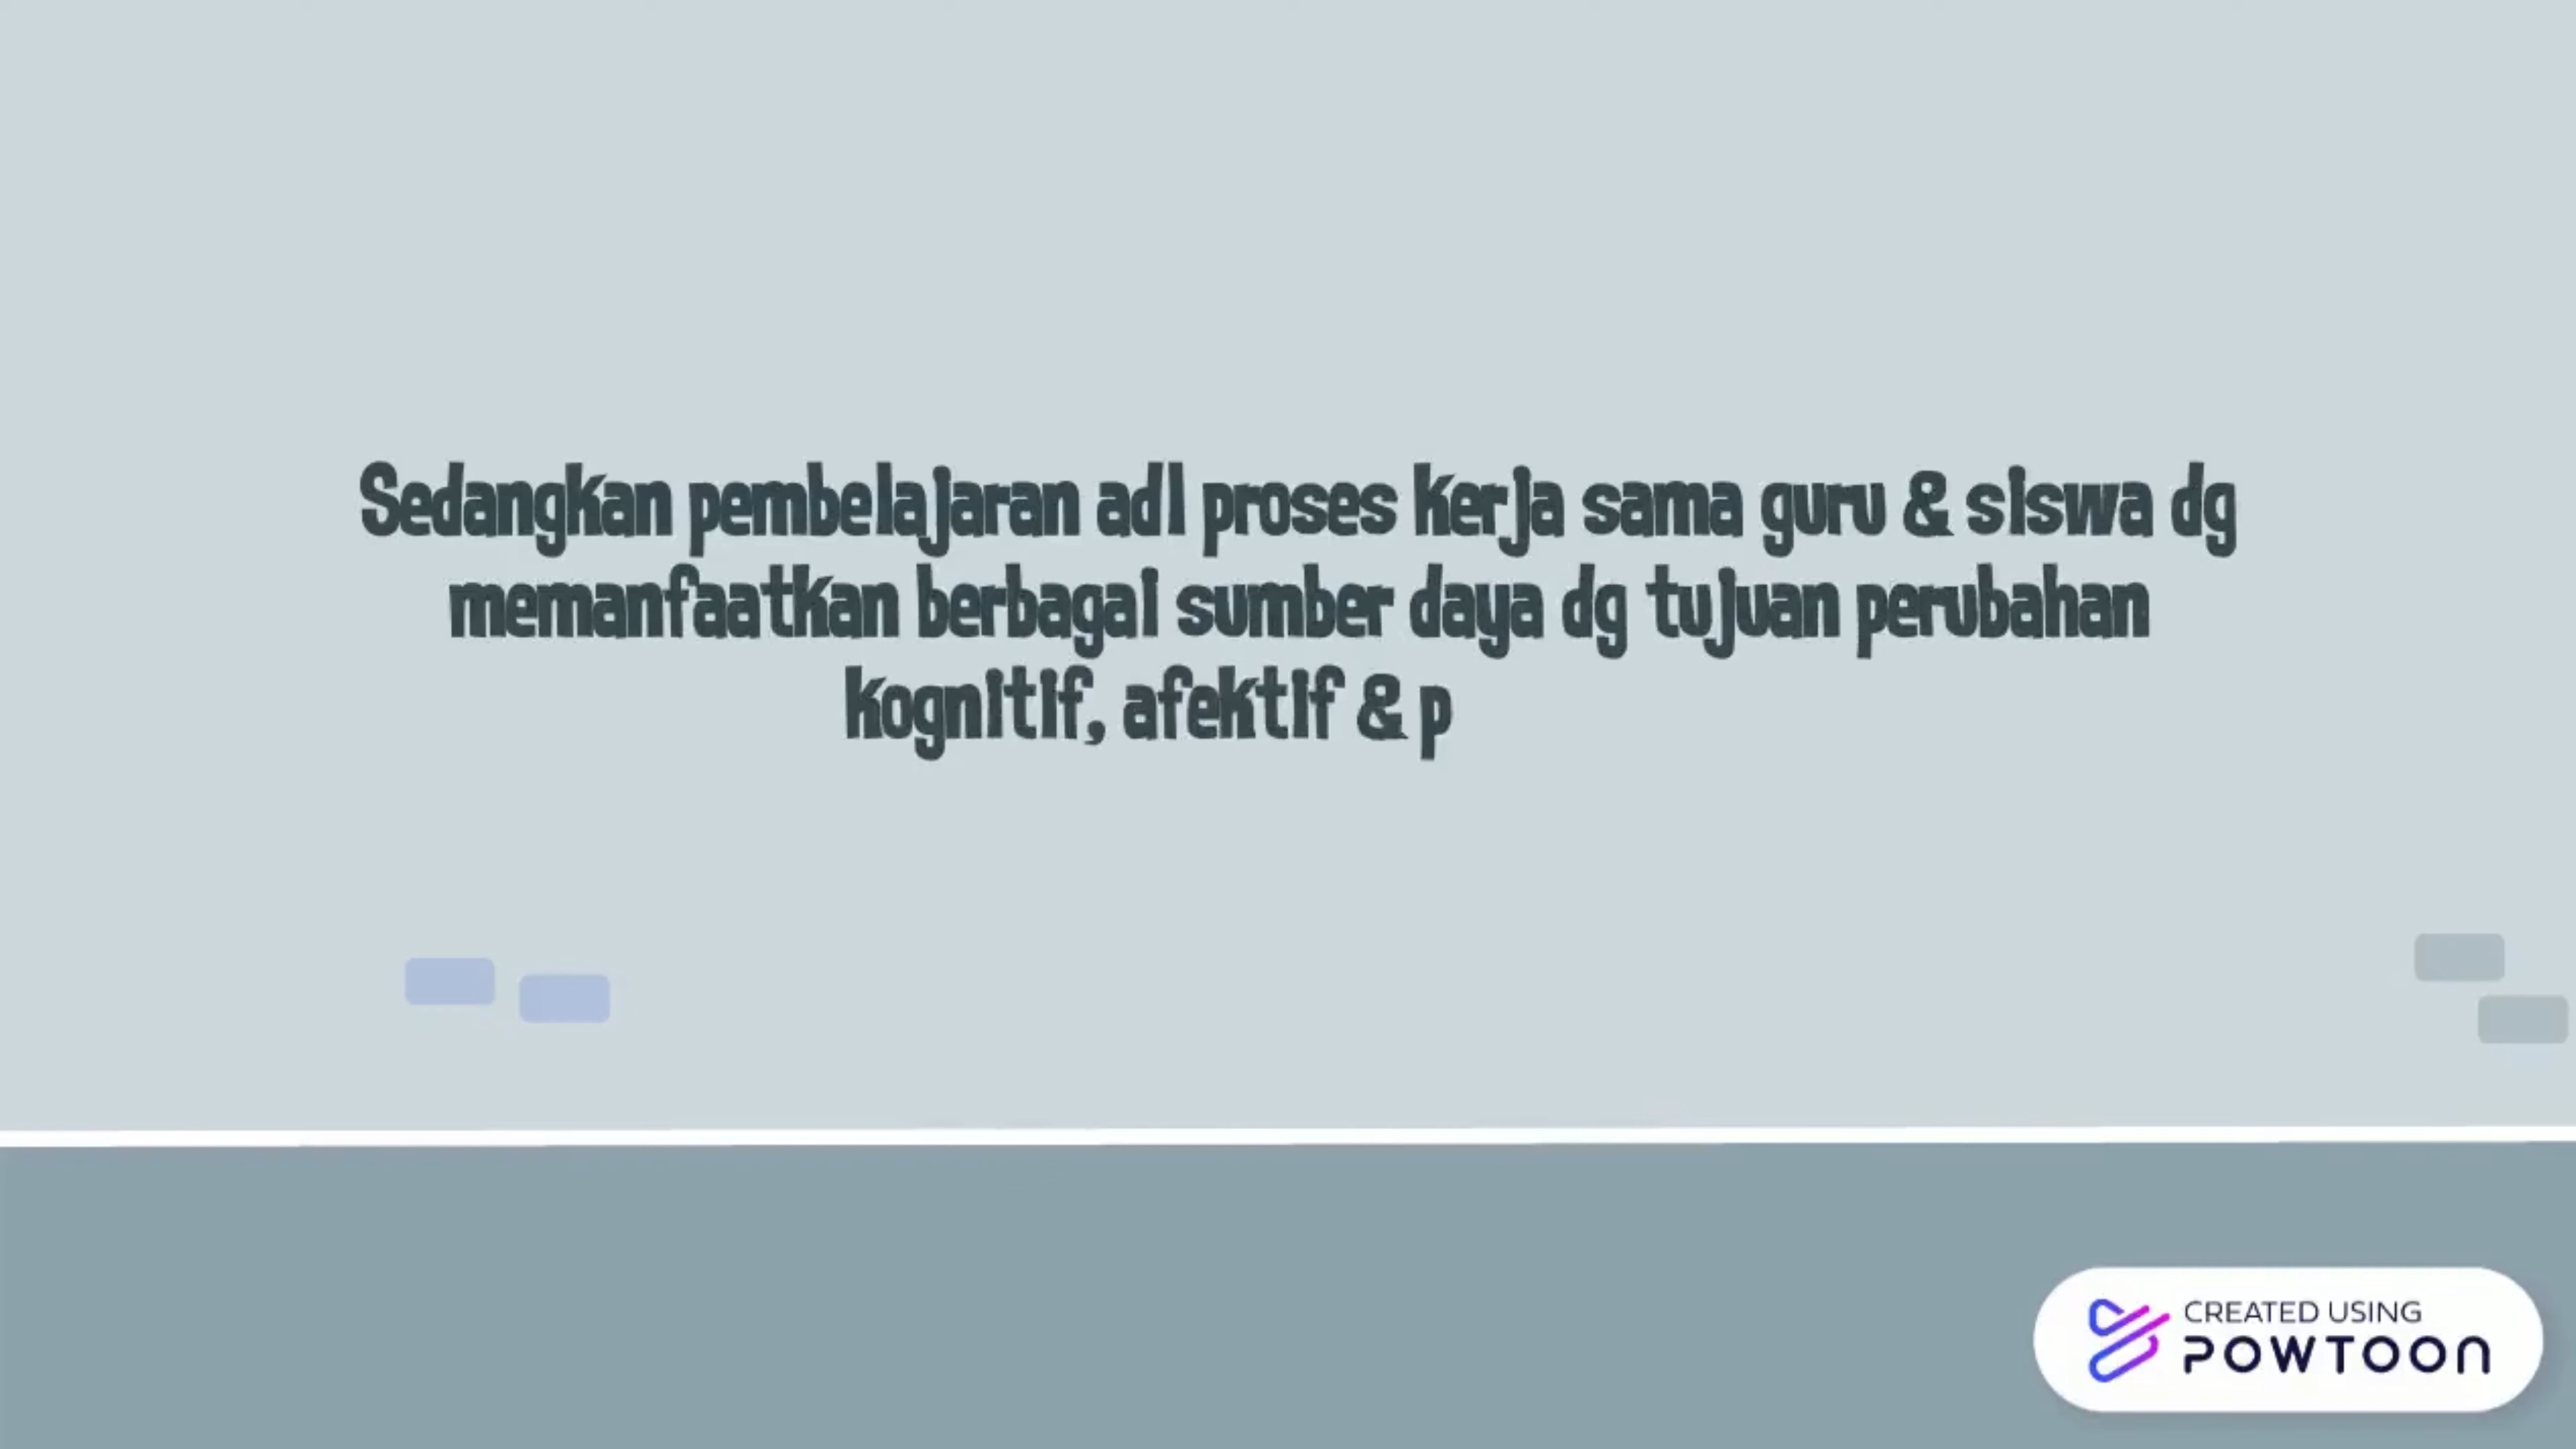 Sedangkan pembelajaran adl proses kerja sama guru & siswa dg
memanfaatkan berbagai sumber daya dg tujuan perubahan
kognitif, afektif & p
CREATED USING
POWTOON